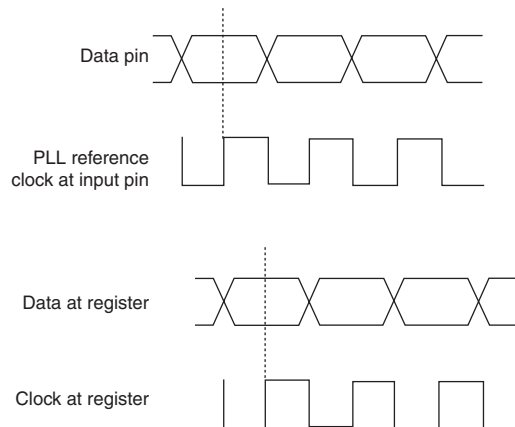 Data pin
PLL reference
clock at input pin
Data at register
Clock at register